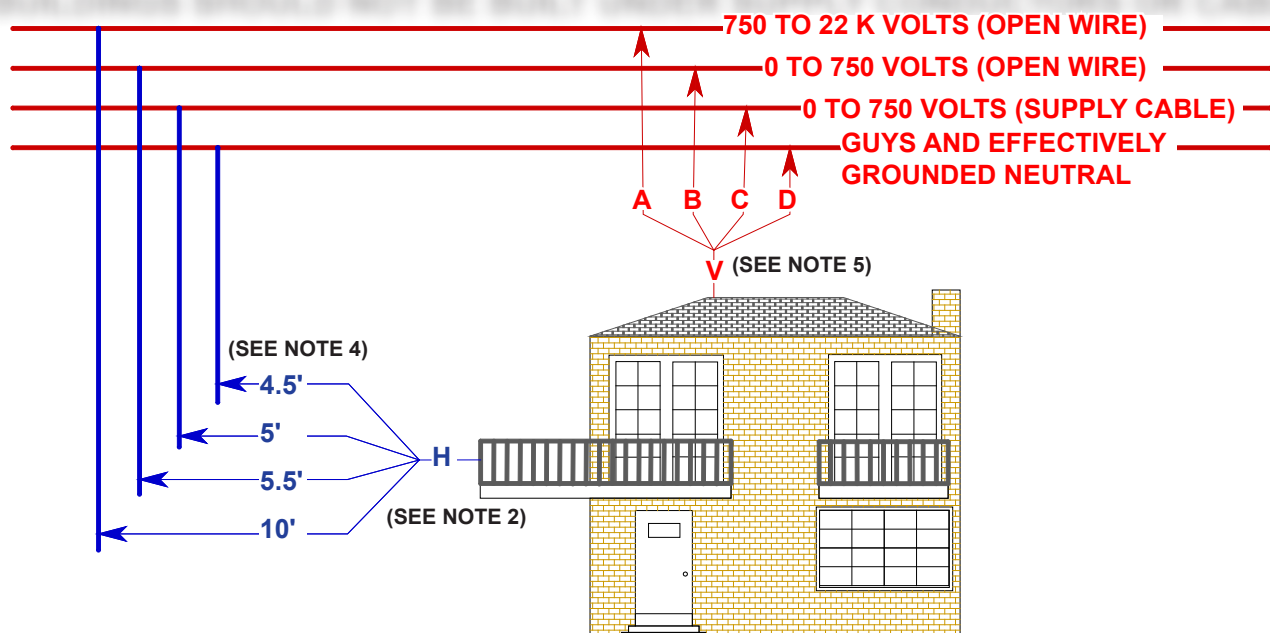 750 TO 22 K VOLTS (OPEN WIRE)
0 TO 750 VOLTS (OPEN WIRE)
0 TO 750 VOLTS (SUPPLY CABLE)
GUYS AND EFFECTIVELY
GROUNDED NEUTRAL
A B C D
V (SEE NOTE 5)
(SEE NOTE 4)
4.5'
5'
H
5.5'
(SEE NOTE 2)
10'